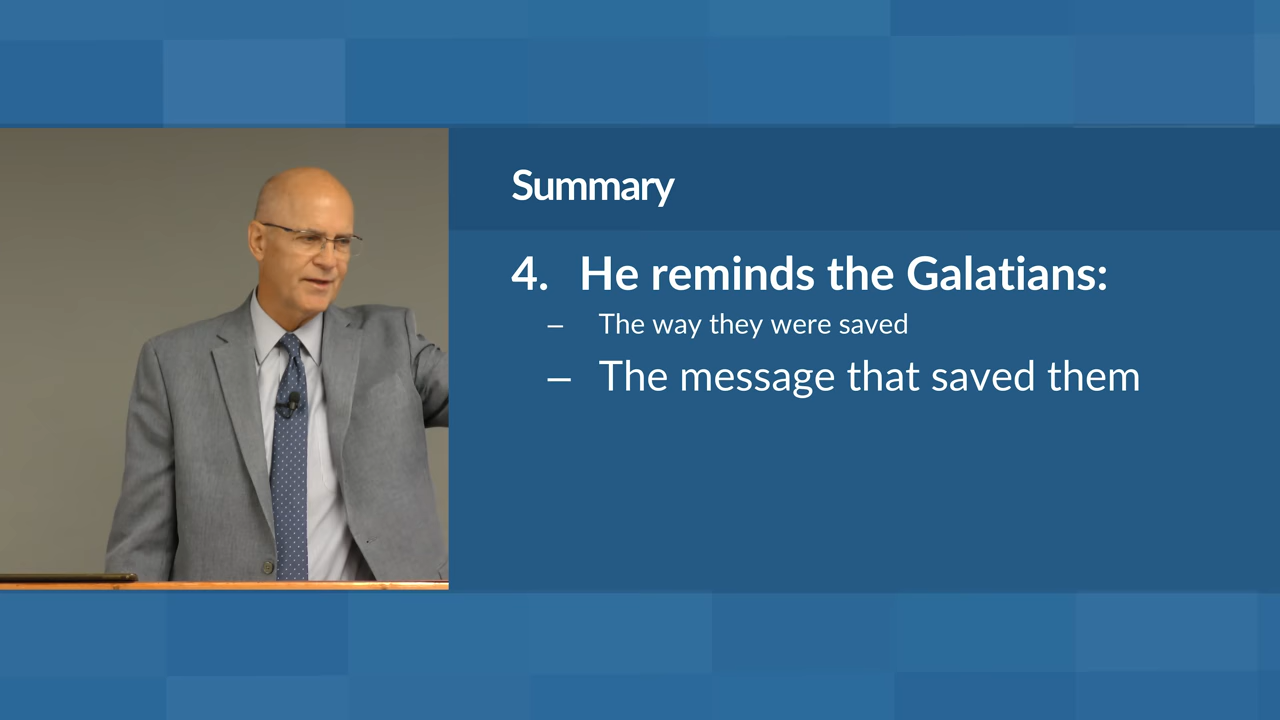 Summary
4. He reminds the Galatians:
– The way they were saved
– The message that saved them